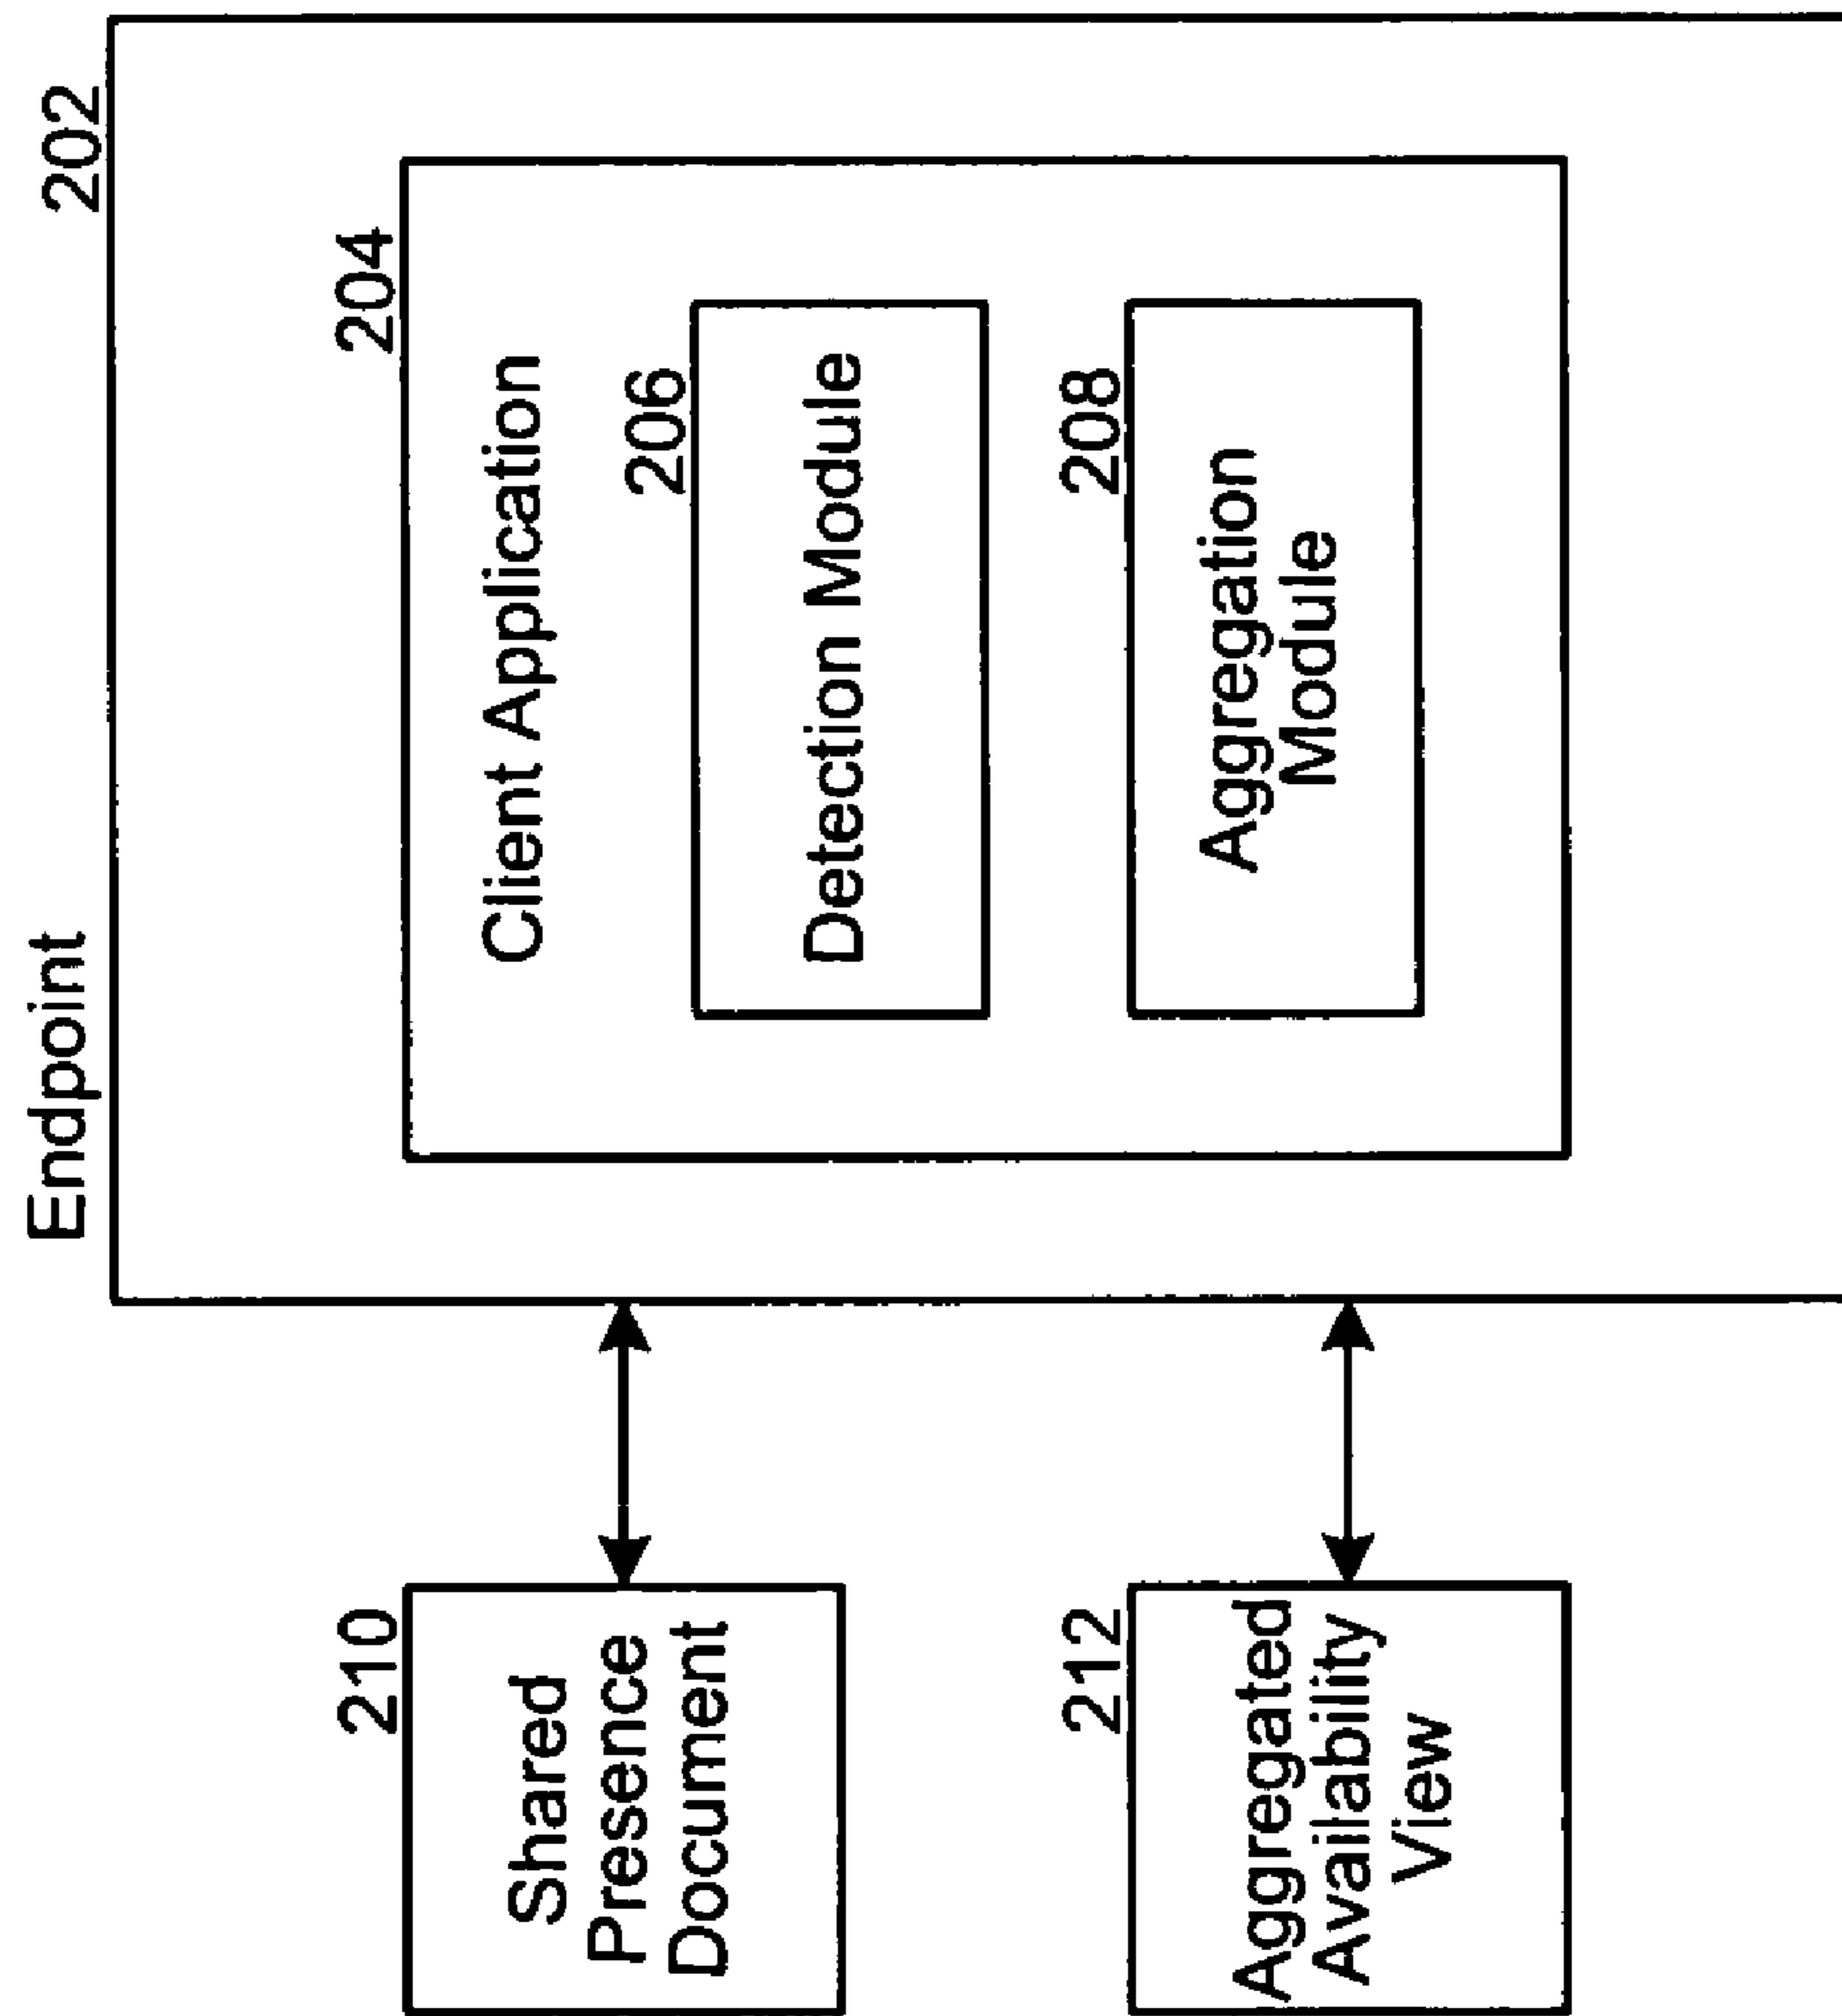 Endpoint
202
204
Client Application
206
Detection Module
208
Aggregation
Module
210
Shared
Presence
Document
212
Aggregated
Availability
View